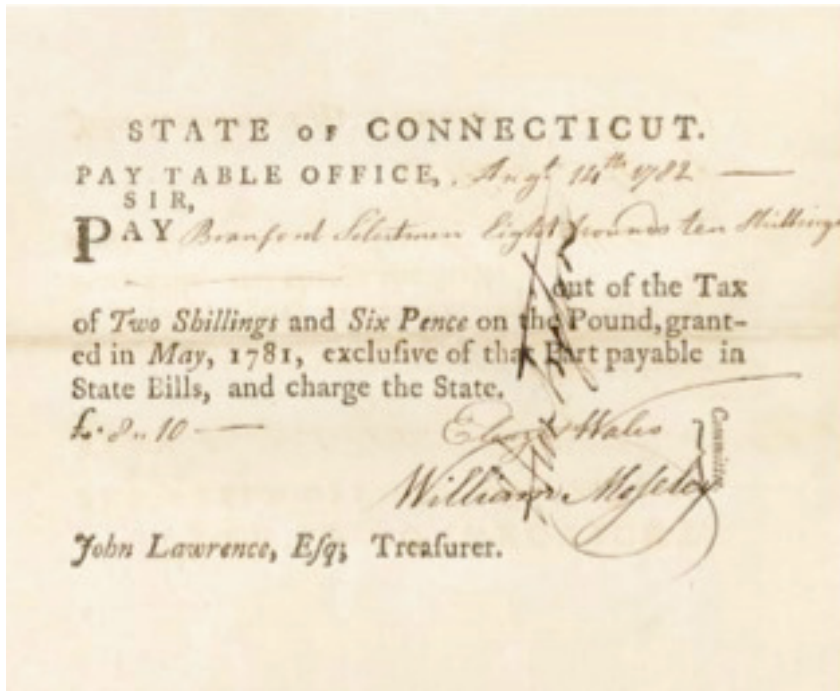 STATE OF CONNECTICUT.
PAY TABLE OFFICE, Augt 14th 1782
SIR,
PAY Branford Selectmen Eight pounds ten Shillings
out of the Tax
of Two Shillings and Six Pence on the Pound, grant-
ed in May, 1781, exclusive of that Part payable in
State Bills, and charge the State.
£. 8 " 10
Wales
William Moseley
Committee.
John Lawrence, Esq; Treasurer.